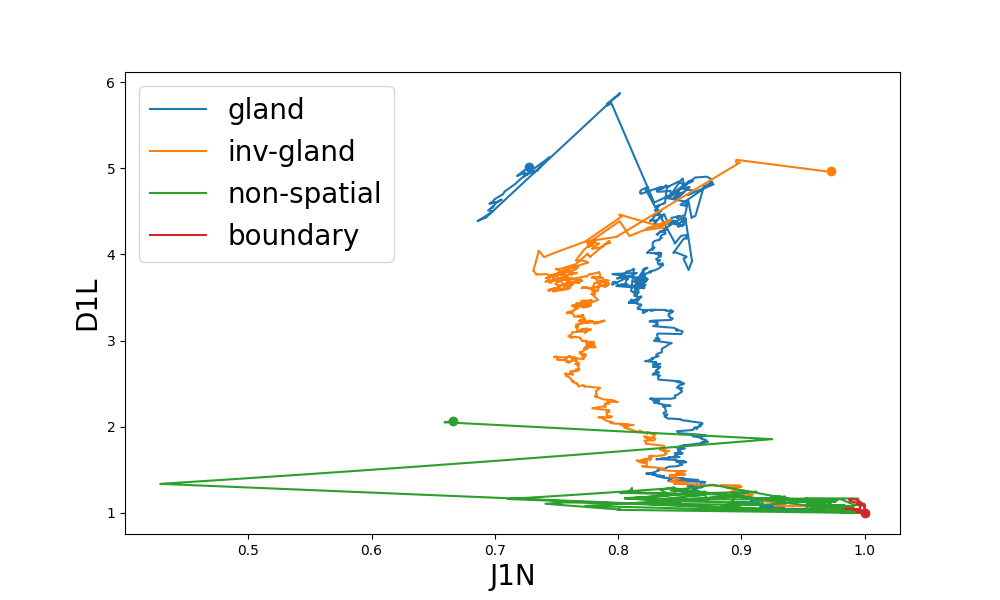 6
5
4
3
2
1
D1L
gland
inv-gland
non-spatial
boundary
0.5 0.6 0.7 0.8 0.9 1.0
J1N